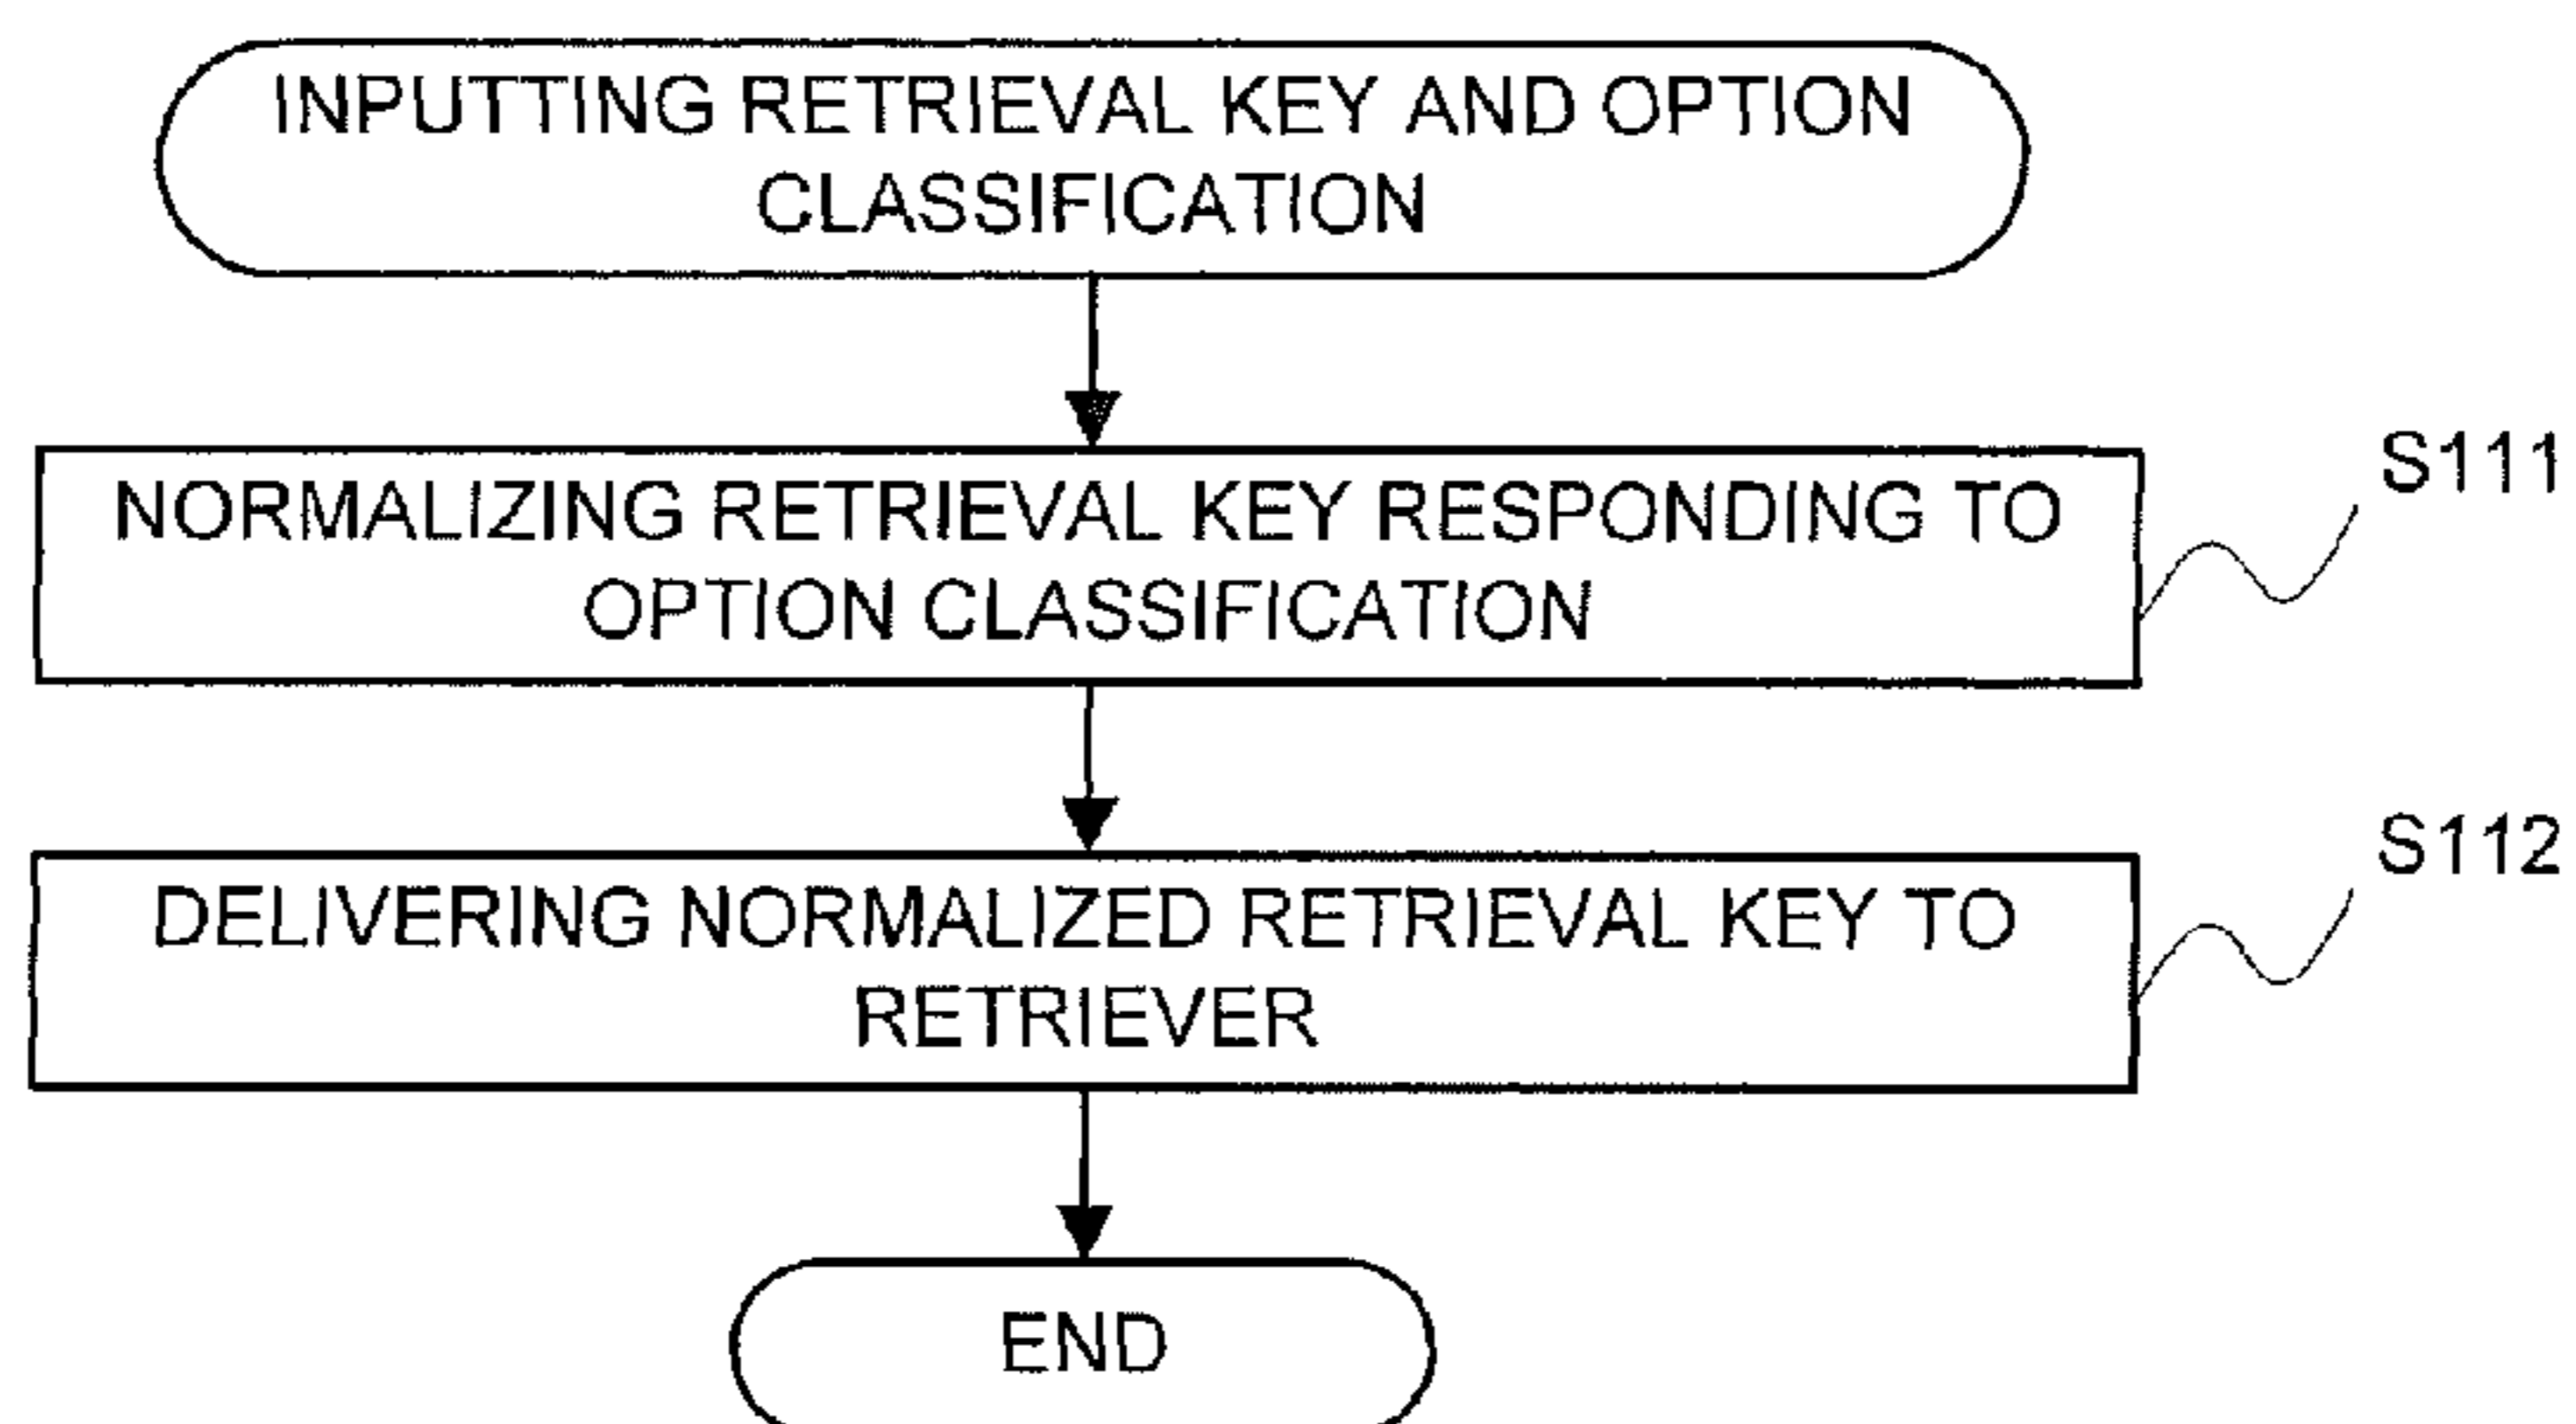 INPUTTING RETRIEVAL KEY AND OPTION
CLASSIFICATION
NORMALIZING RETRIEVAL KEY RESPONDING TO
OPTION CLASSIFICATION
S111
DELIVERING NORMALIZED RETRIEVAL KEY TO
RETRIEVER
S112
END